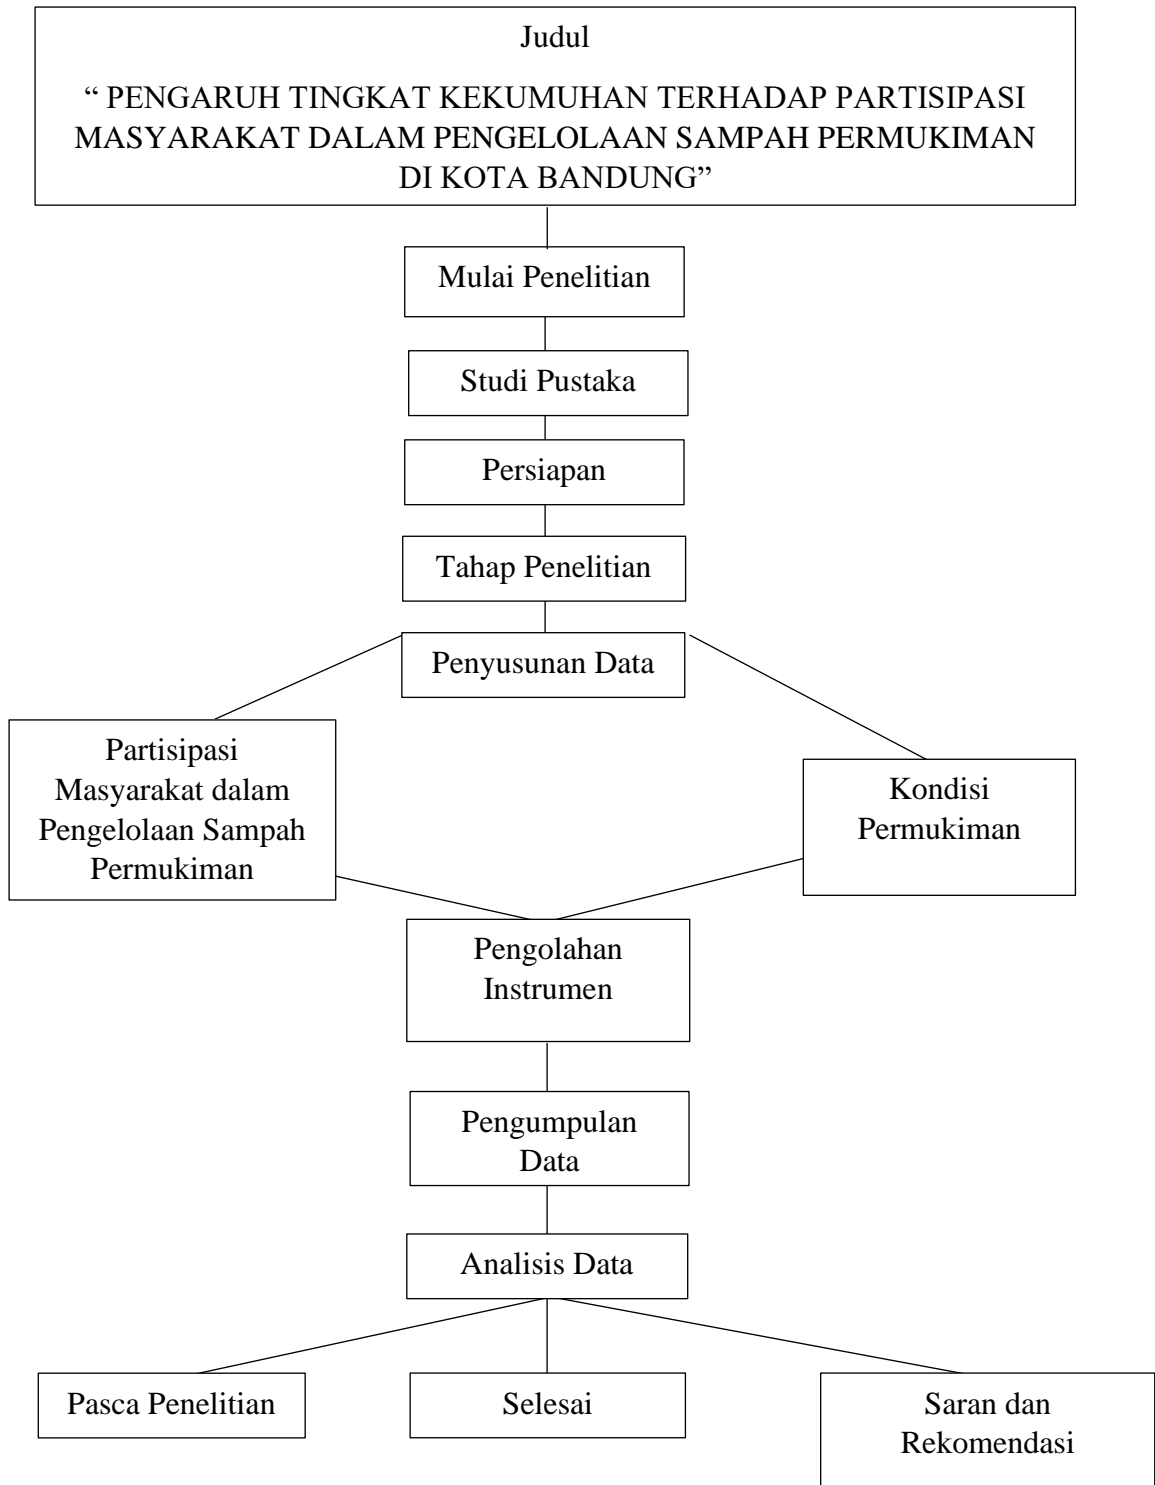 Judul
“ PENGARUH TINGKAT KEKUMUHAN TERHADAP PARTISIPASI
MASYARAKAT DALAM PENGELOLAAN SAMPAH PERMUKIMAN
DI KOTA BANDUNG”
Mulai Penelitian
Studi Pustaka
Persiapan
Tahap Penelitian
Penyusunan Data
Partisipasi
Masyarakat dalam
Pengelolaan Sampah
Permukiman
Kondisi
Permukiman
Pengolahan
Instrumen
Pengumpulan
Data
Analisis Data
Pasca Penelitian
Selesai
Saran dan
Rekomendasi